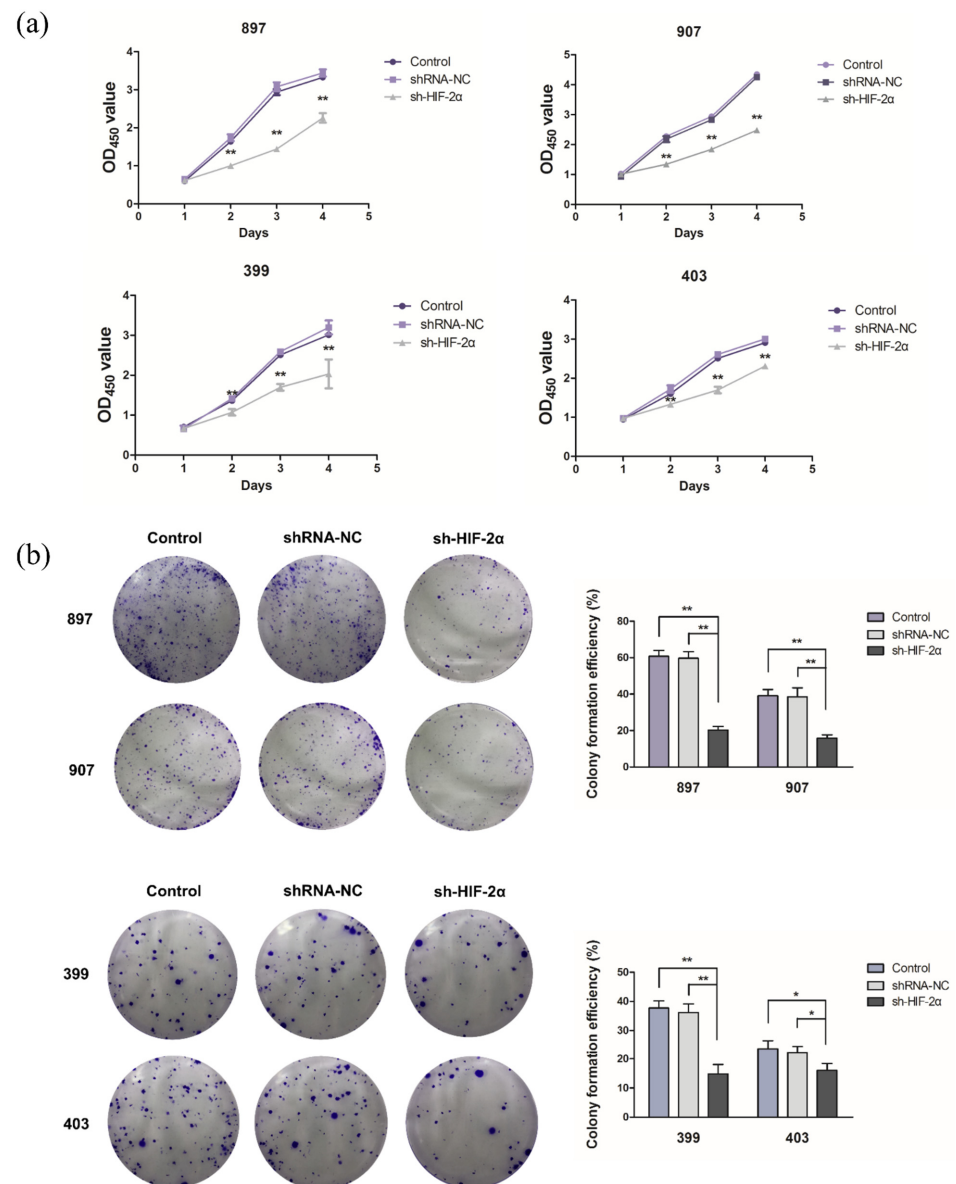 (a)
897
OD450 value
4
3
2
1
0
**
**
**
0 1 2 3 4 5
Days
Control
shRNA-NC
sh-HIF-2α
907
OD450 value
5
4
3
2
1
0
**
**
**
0 1 2 3 4 5
Days
Control
shRNA-NC
sh-HIF-2α
399
OD450 value
4
3
2
1
0
**
**
**
0 1 2 3 4 5
Days
Control
shRNA-NC
sh-HIF-2α
403
OD450 value
4
3
2
1
0
**
**
**
0 1 2 3 4 5
Days
Control
shRNA-NC
sh-HIF-2α
(b)
Control shRNA-NC sh-HIF-2α
897
907
Colony formation efficiency (%)
80
60
40
20
0
**
**
**
**
897 907
Control
shRNA-NC
sh-HIF-2α
Control shRNA-NC sh-HIF-2α
399
403
Colony formation efficiency (%)
50
40
30
20
10
0
**
**
*
*
399 403
Control
shRNA-NC
sh-HIF-2α